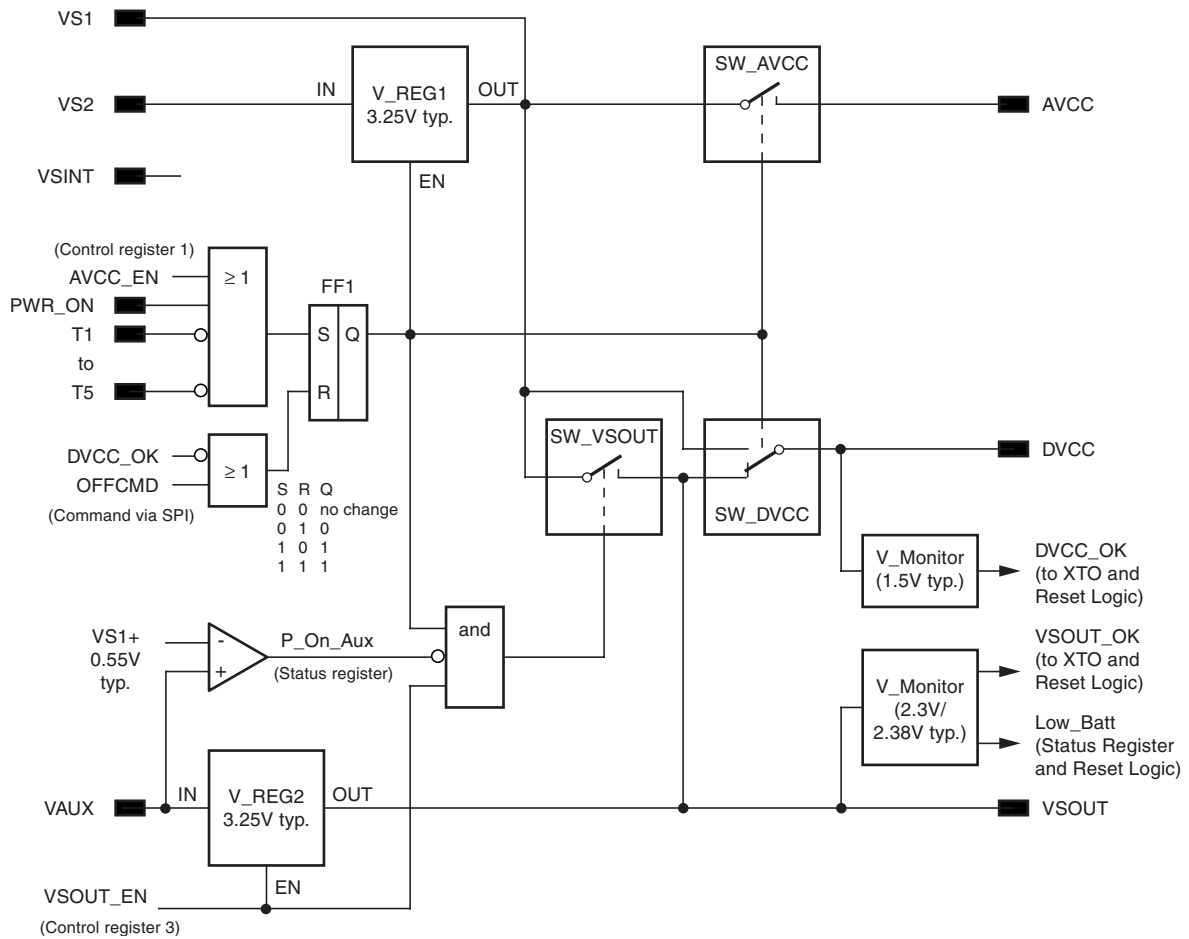 VS1
SW_AVCC
VS2
IN
V_REG1
3.25V typ.
OUT
AVCC
VSINT
EN
(Control register 1)
AVCC_EN
≥ 1
PWR_ON
FF1
T1
S Q
to
T5
R
SW_VSOUT
DVCC_OK
OFFCMD
≥ 1
(Command via SPI)
DVCC
SW_DVCC
S R Q
0 0 no change
0 1 0
1 0 1
1 1 1
V_Monitor
(1.5V typ.)
DVCC_OK
(to XTO and
Reset Logic)
VS1+
0.55V
typ.
-
+
P_On_Aux
(Status register)
and
V_Monitor
(2.3V/
2.38V typ.)
VSOUT_OK
(to XTO and
Reset Logic)
Low_Batt
(Status Register
and Reset Logic)
VAUX
IN
V_REG2
3.25V typ.
OUT
VSOUT
EN
VSOUT_EN
(Control register 3)